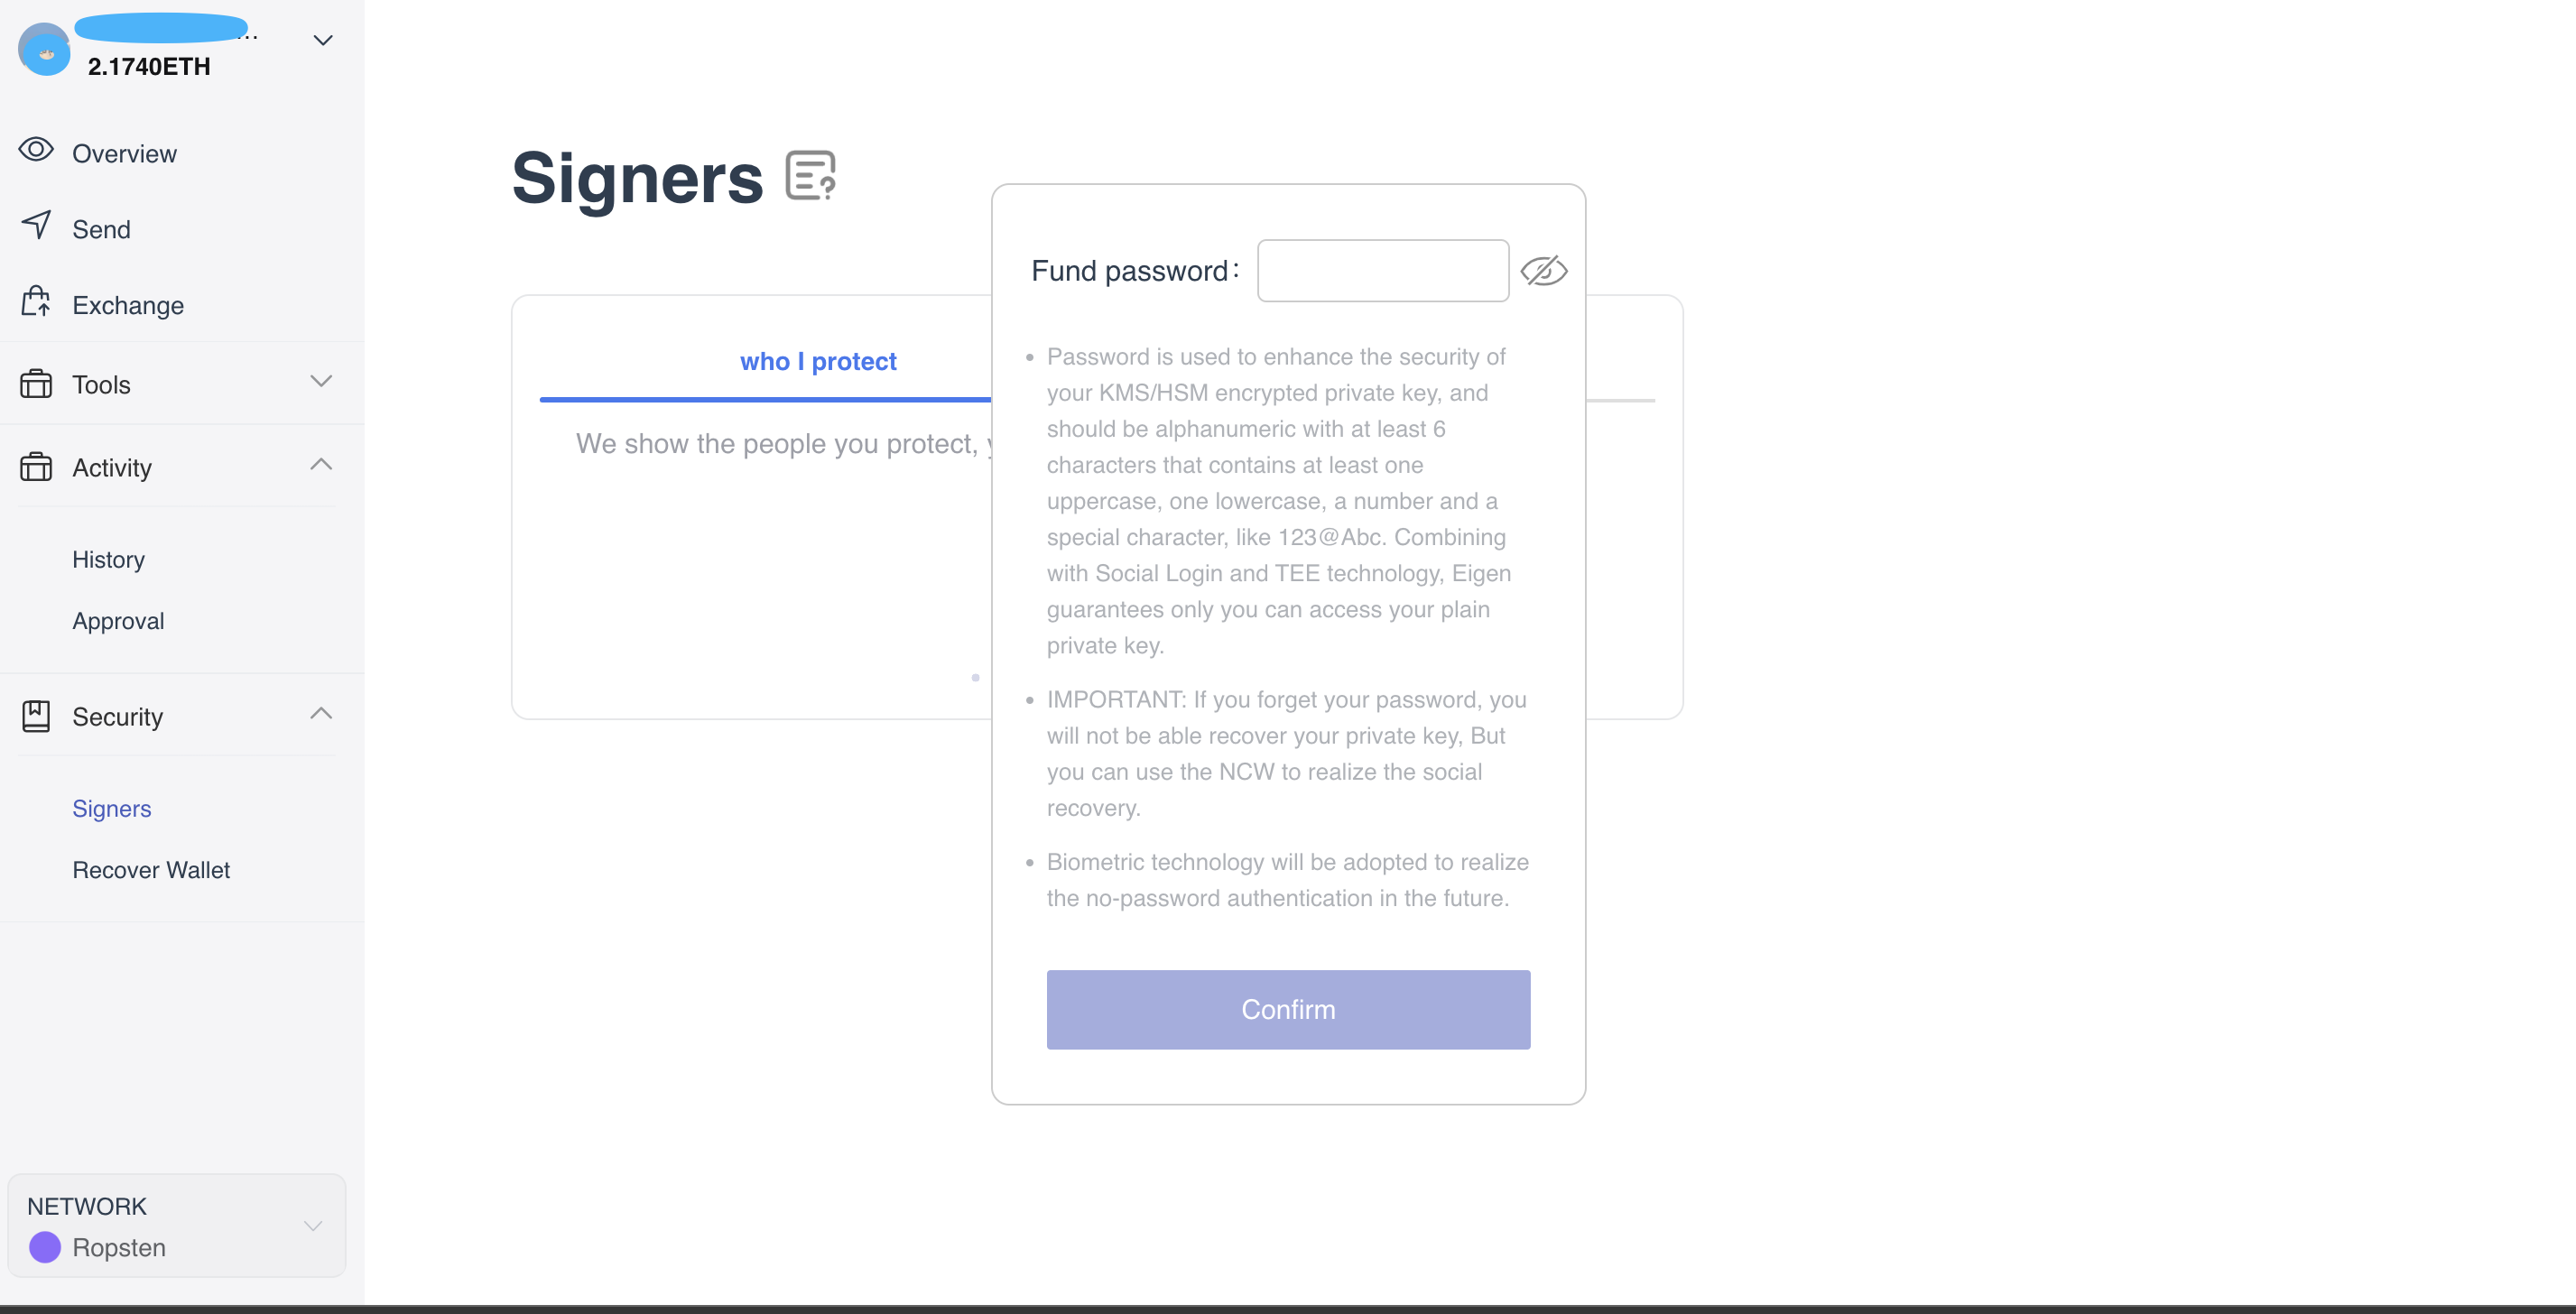 ...
2.1740ETH
Overview
Send
Exchange
Tools
Activity
History
Approval
Security
Signers
Recover Wallet
NETWORK
Ropsten
Signers
who I protect
We show the people you protect,
Fund password:
Password is used to enhance the security of
your KMS/HSM encrypted private key, and
should be alphanumeric with at least 6
characters that contains at least one
uppercase, one lowercase, a number and a
special character, like 123@Abc. Combining
with Social Login and TEE technology, Eigen
guarantees only you can access your plain
private key.
IMPORTANT: If you forget your password, you
will not be able recover your private key, But
you can use the NCW to realize the social
recovery.
Biometric technology will be adopted to realize
the no-password authentication in the future.
Confirm